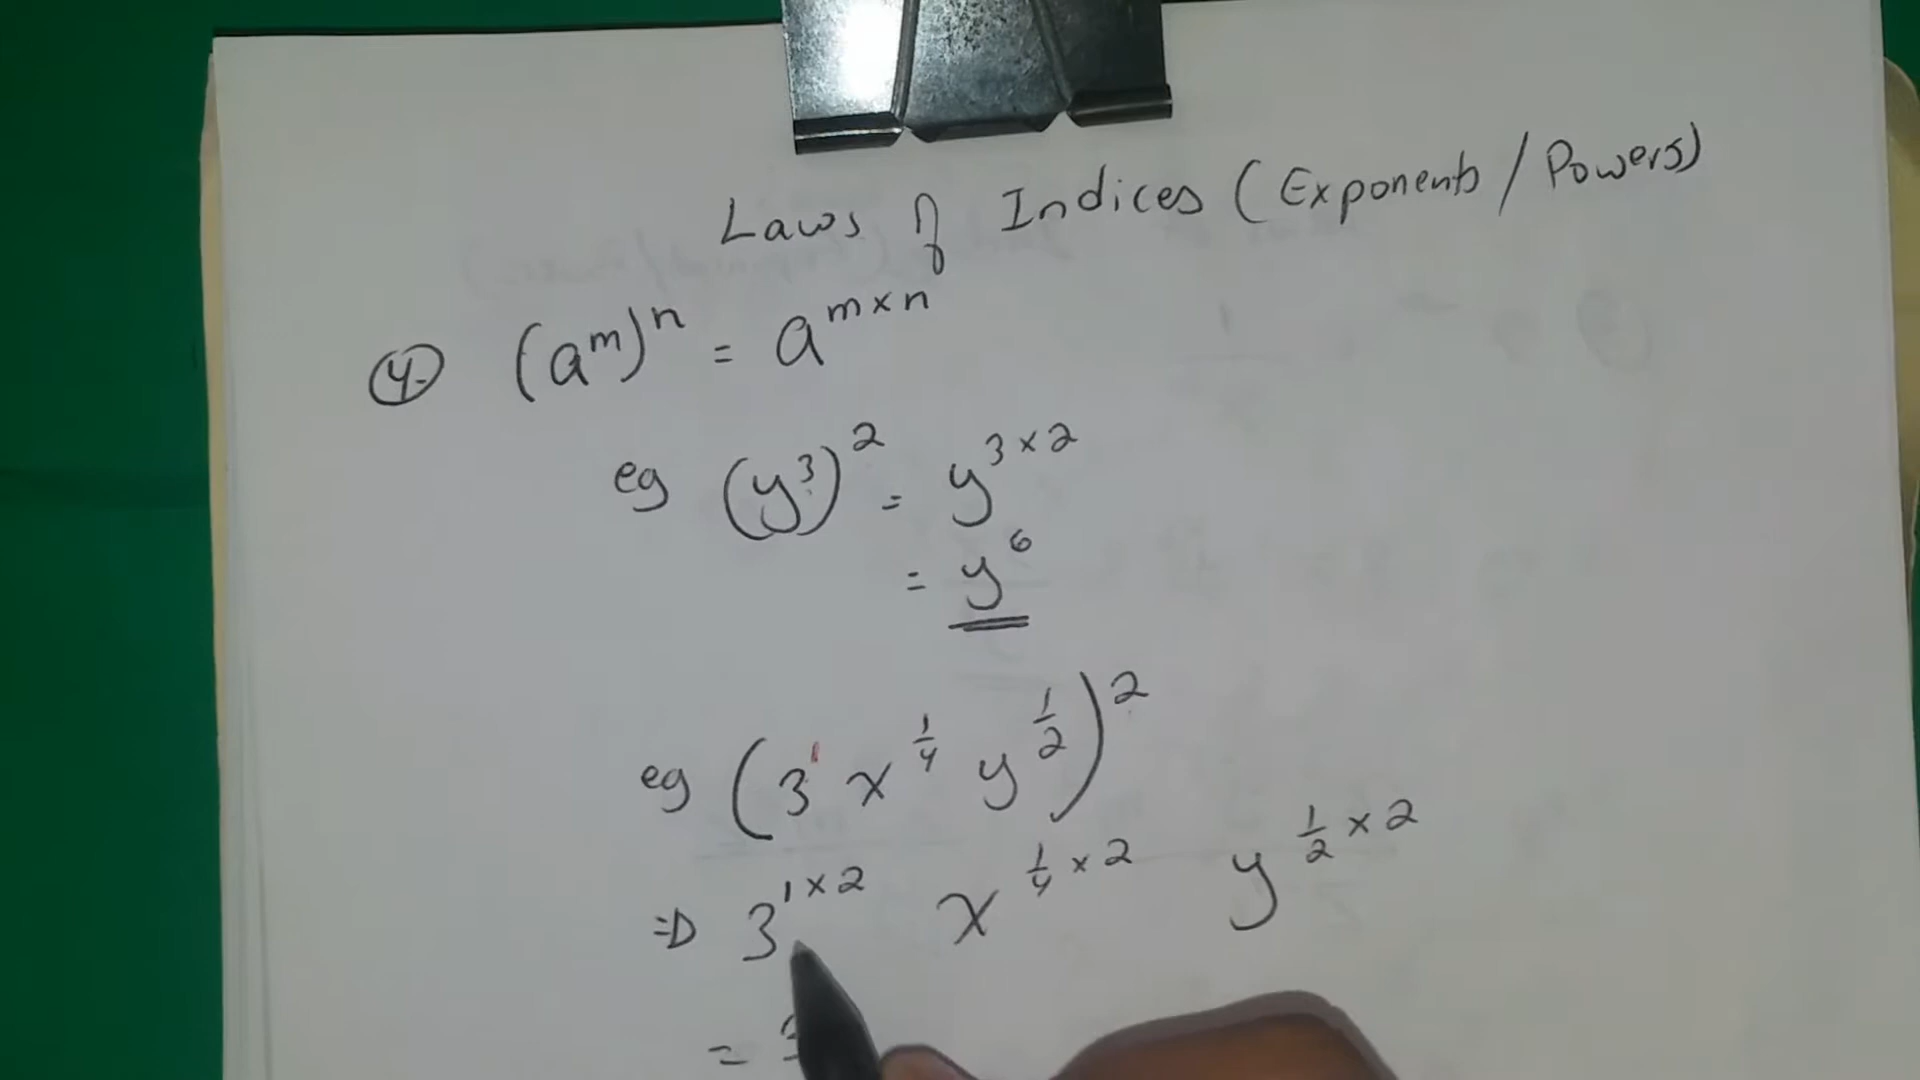 Laws of Indices (Exponents / Powers)
④ (a^m)^n = a^{m×n}
eg (y^3)^2 = y^{3×2}
= y^6
eg (3^1 x^{1/4} y^{1/2})^2
⇒ 3^{1×2} x^{1/4×2} y^{1/2×2}
=